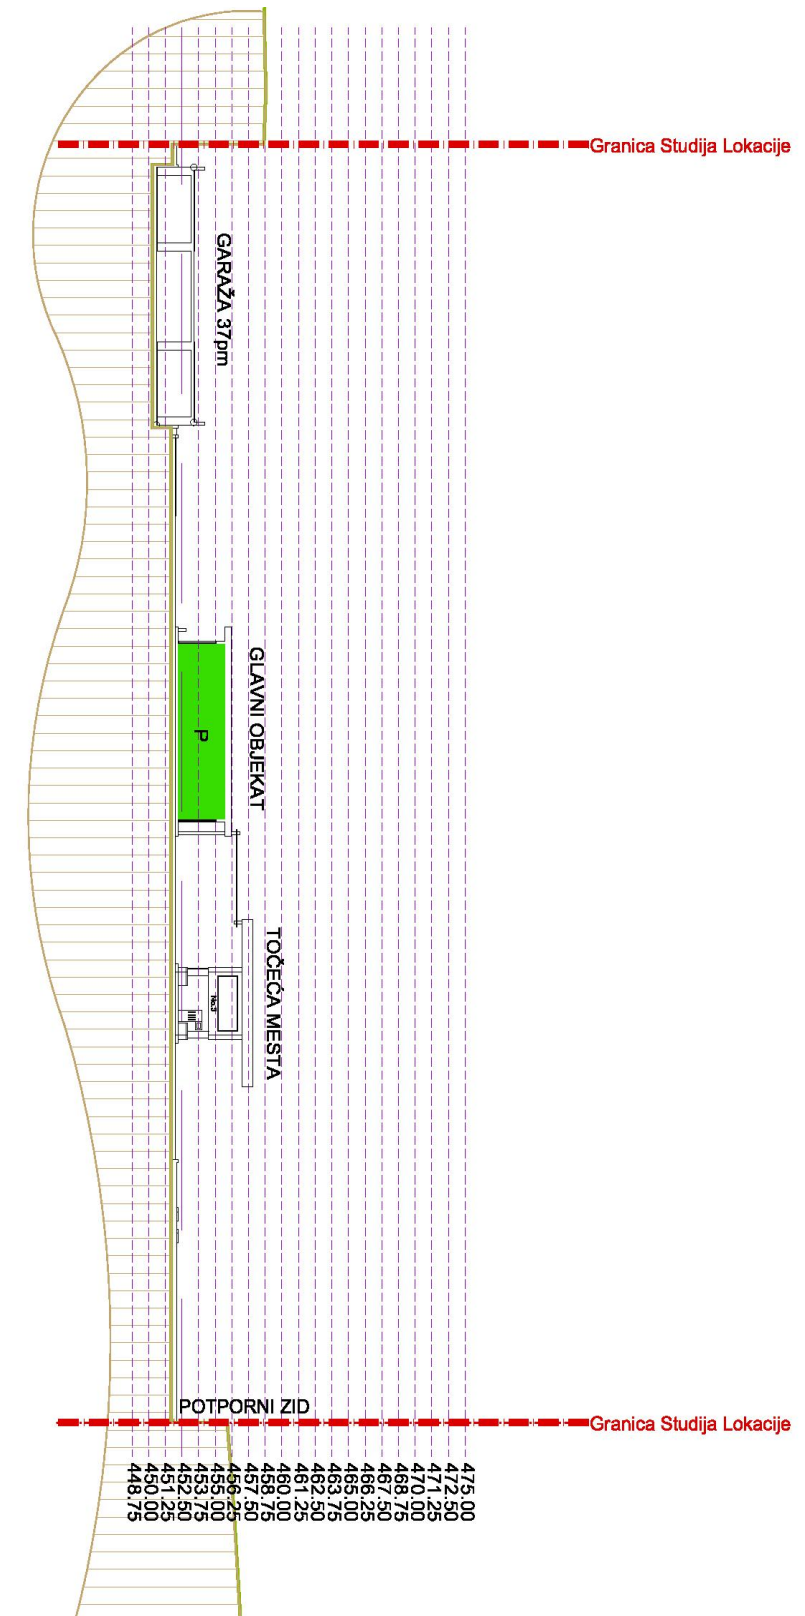 Granica Studija Lokacije
GARAŽA 37pm
GLAVNI OBJEKAT
P
TOČEĆA MESTA
No.3
POTPORNI ZID
Granica Studija Lokacije
475.00
472.50
471.25
470.00
468.75
467.50
466.25
465.00
463.75
462.50
461.25
460.00
458.75
457.50
456.25
455.00
453.75
452.50
451.25
450.00
448.75